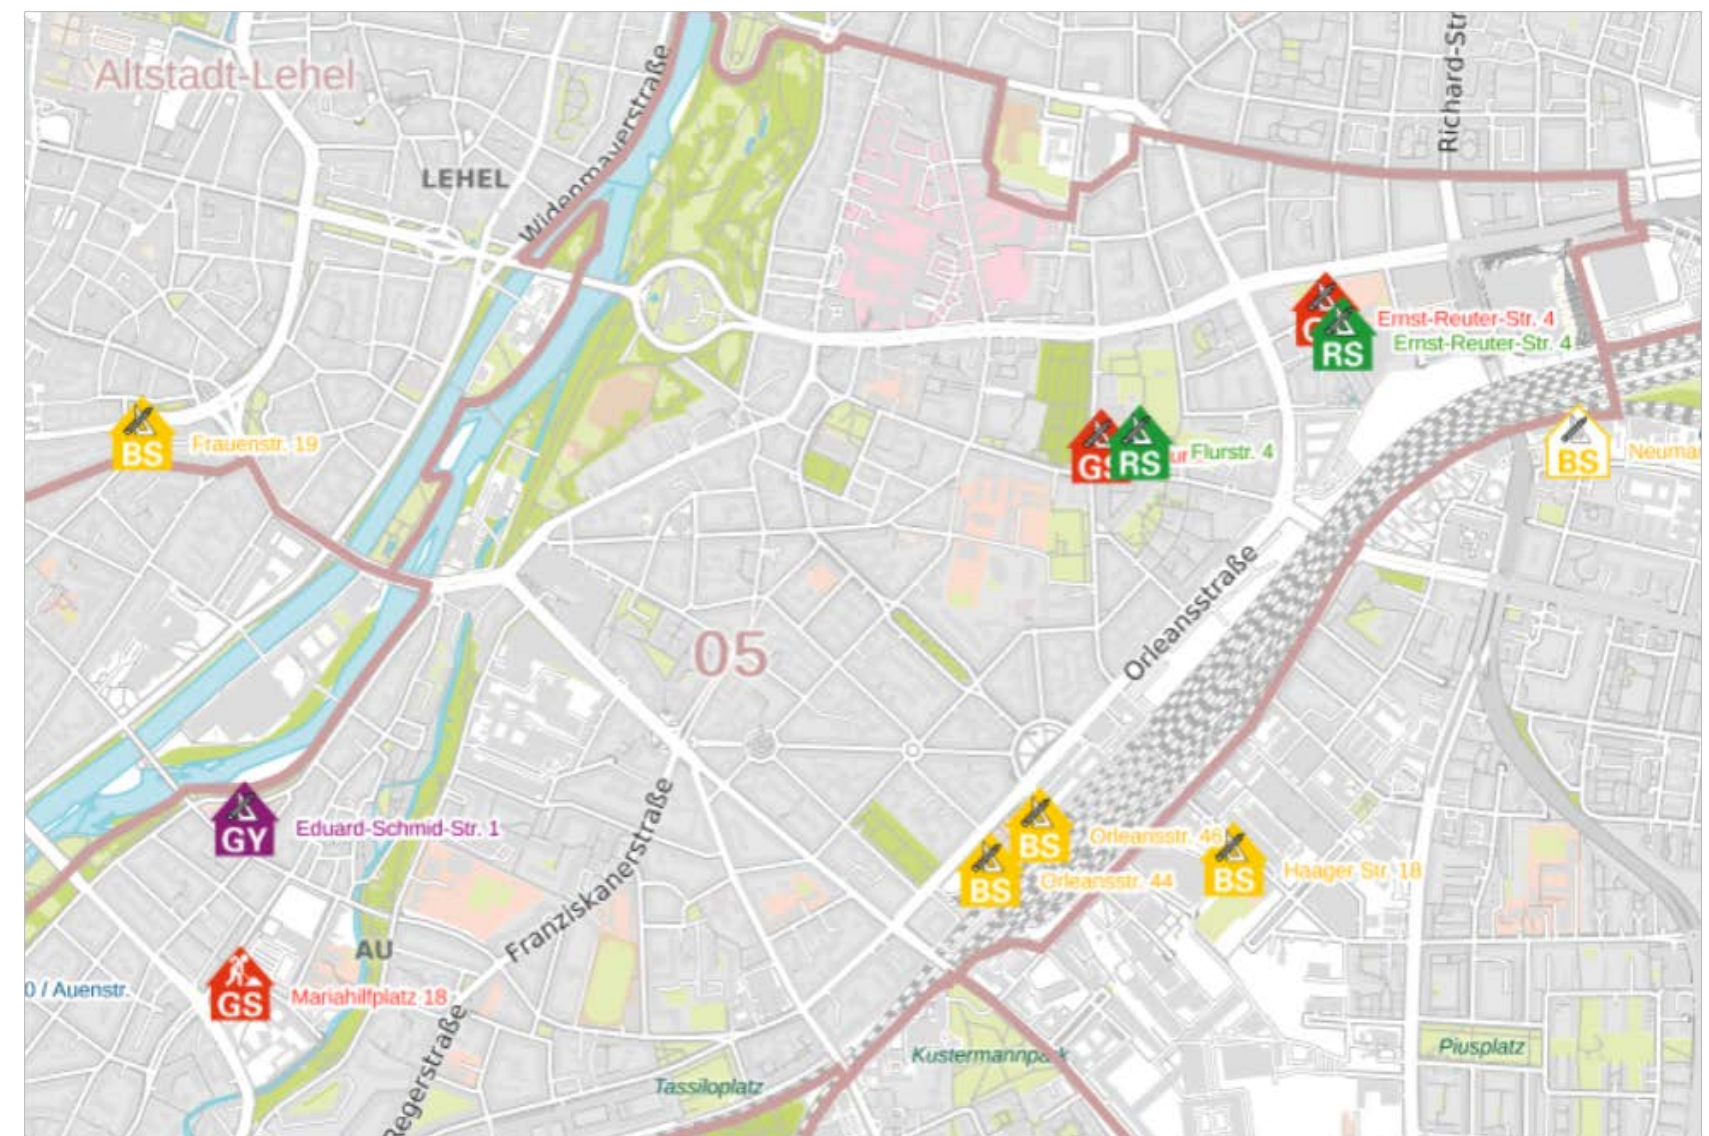 Altstadt-Lehel
Widenmayerstraße
Richard-Str
LEHEL
Ernst-Reuter-Str. 4
RS
Ernst-Reuter-Str. 4
BS
Frauenstr. 19
GS
RS
Flurstr. 4
BS
Orleansstraße
05
GY
Eduard-Schmid-Str. 1
BS
Orleansstr. 46
BS
Orleansstr. 44
BS
Haager Str. 18
Franziskanerstraße
AU
0 / Auenstr.
GS
Mariahilfplatz 18
Regerstraße
Kustermannpark
Tassiloplatz
Piusplatz